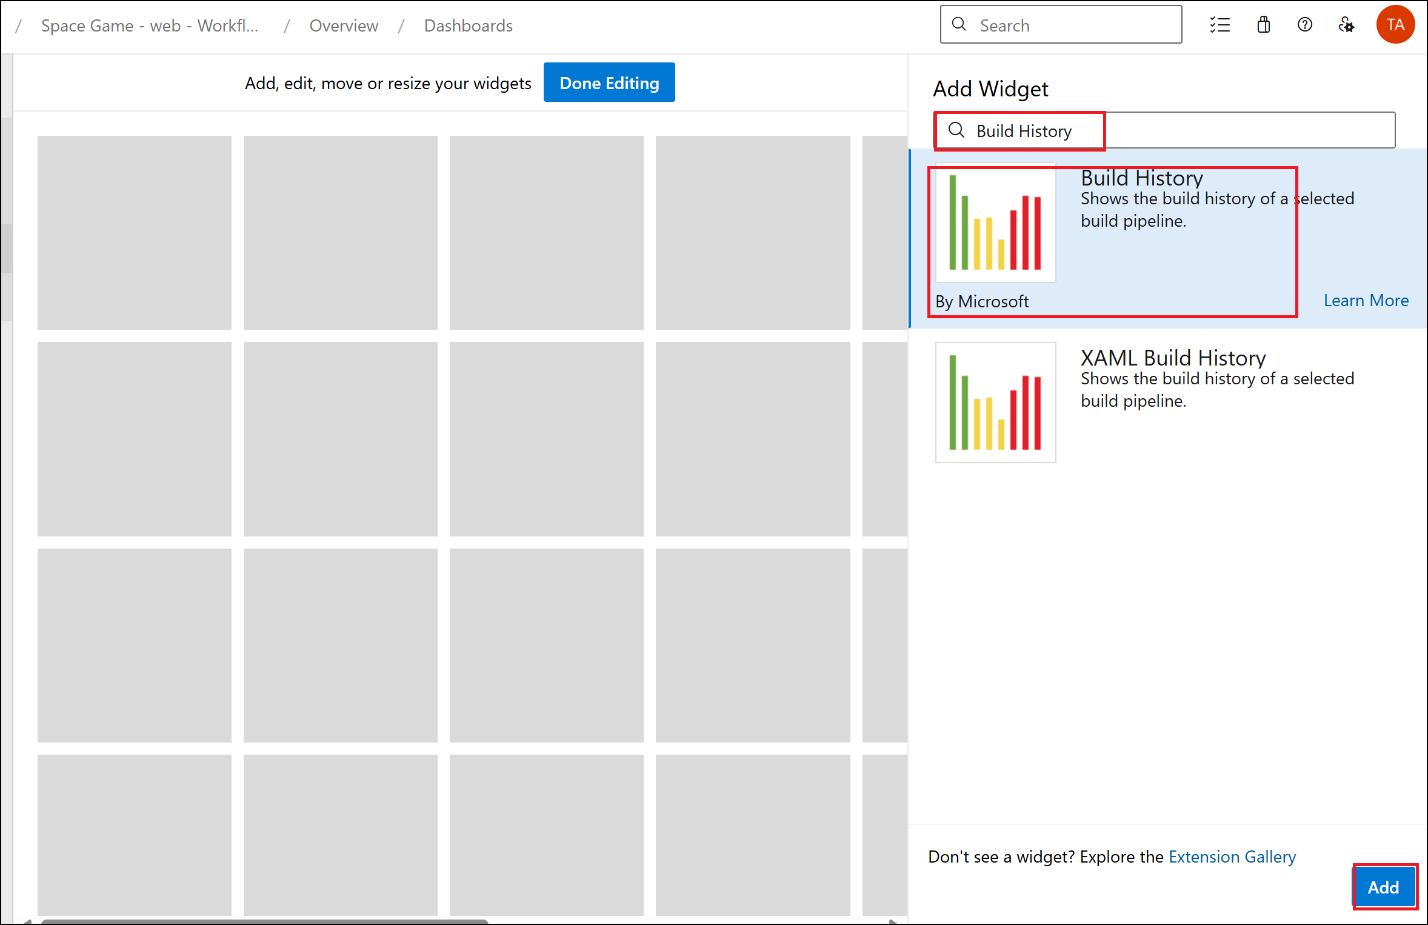 / Space Game - web - Workfl... / Overview / Dashboards
Search
TA
Add, edit, move or resize your widgets
Done Editing
Add Widget
Build History
Build History
Shows the build history of a selected
build pipeline.
By Microsoft
Learn More
XAML Build History
Shows the build history of a selected
build pipeline.
Don't see a widget? Explore the Extension Gallery
Add